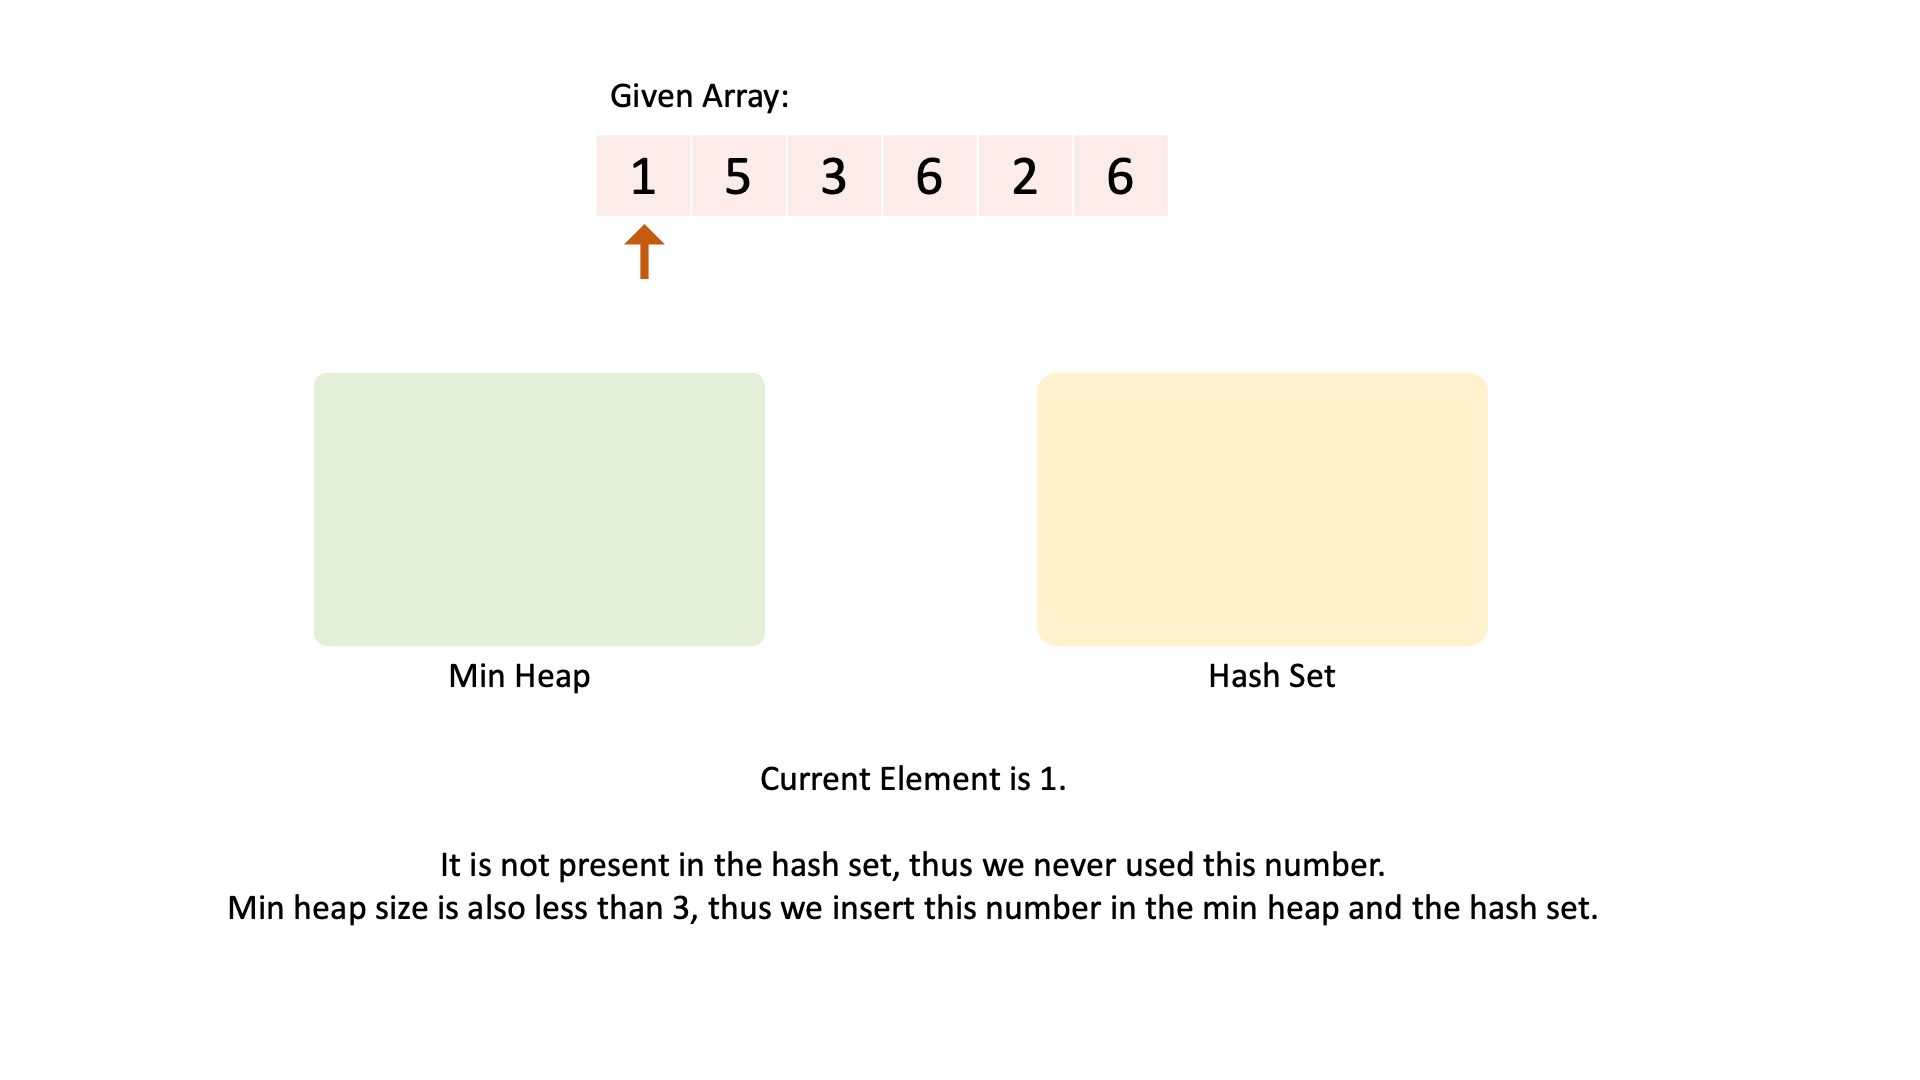 Given Array:
1 5 3 6 2 6
Min Heap
Hash Set
Current Element is 1.
It is not present in the hash set, thus we never used this number.
Min heap size is also less than 3, thus we insert this number in the min heap and the hash set.